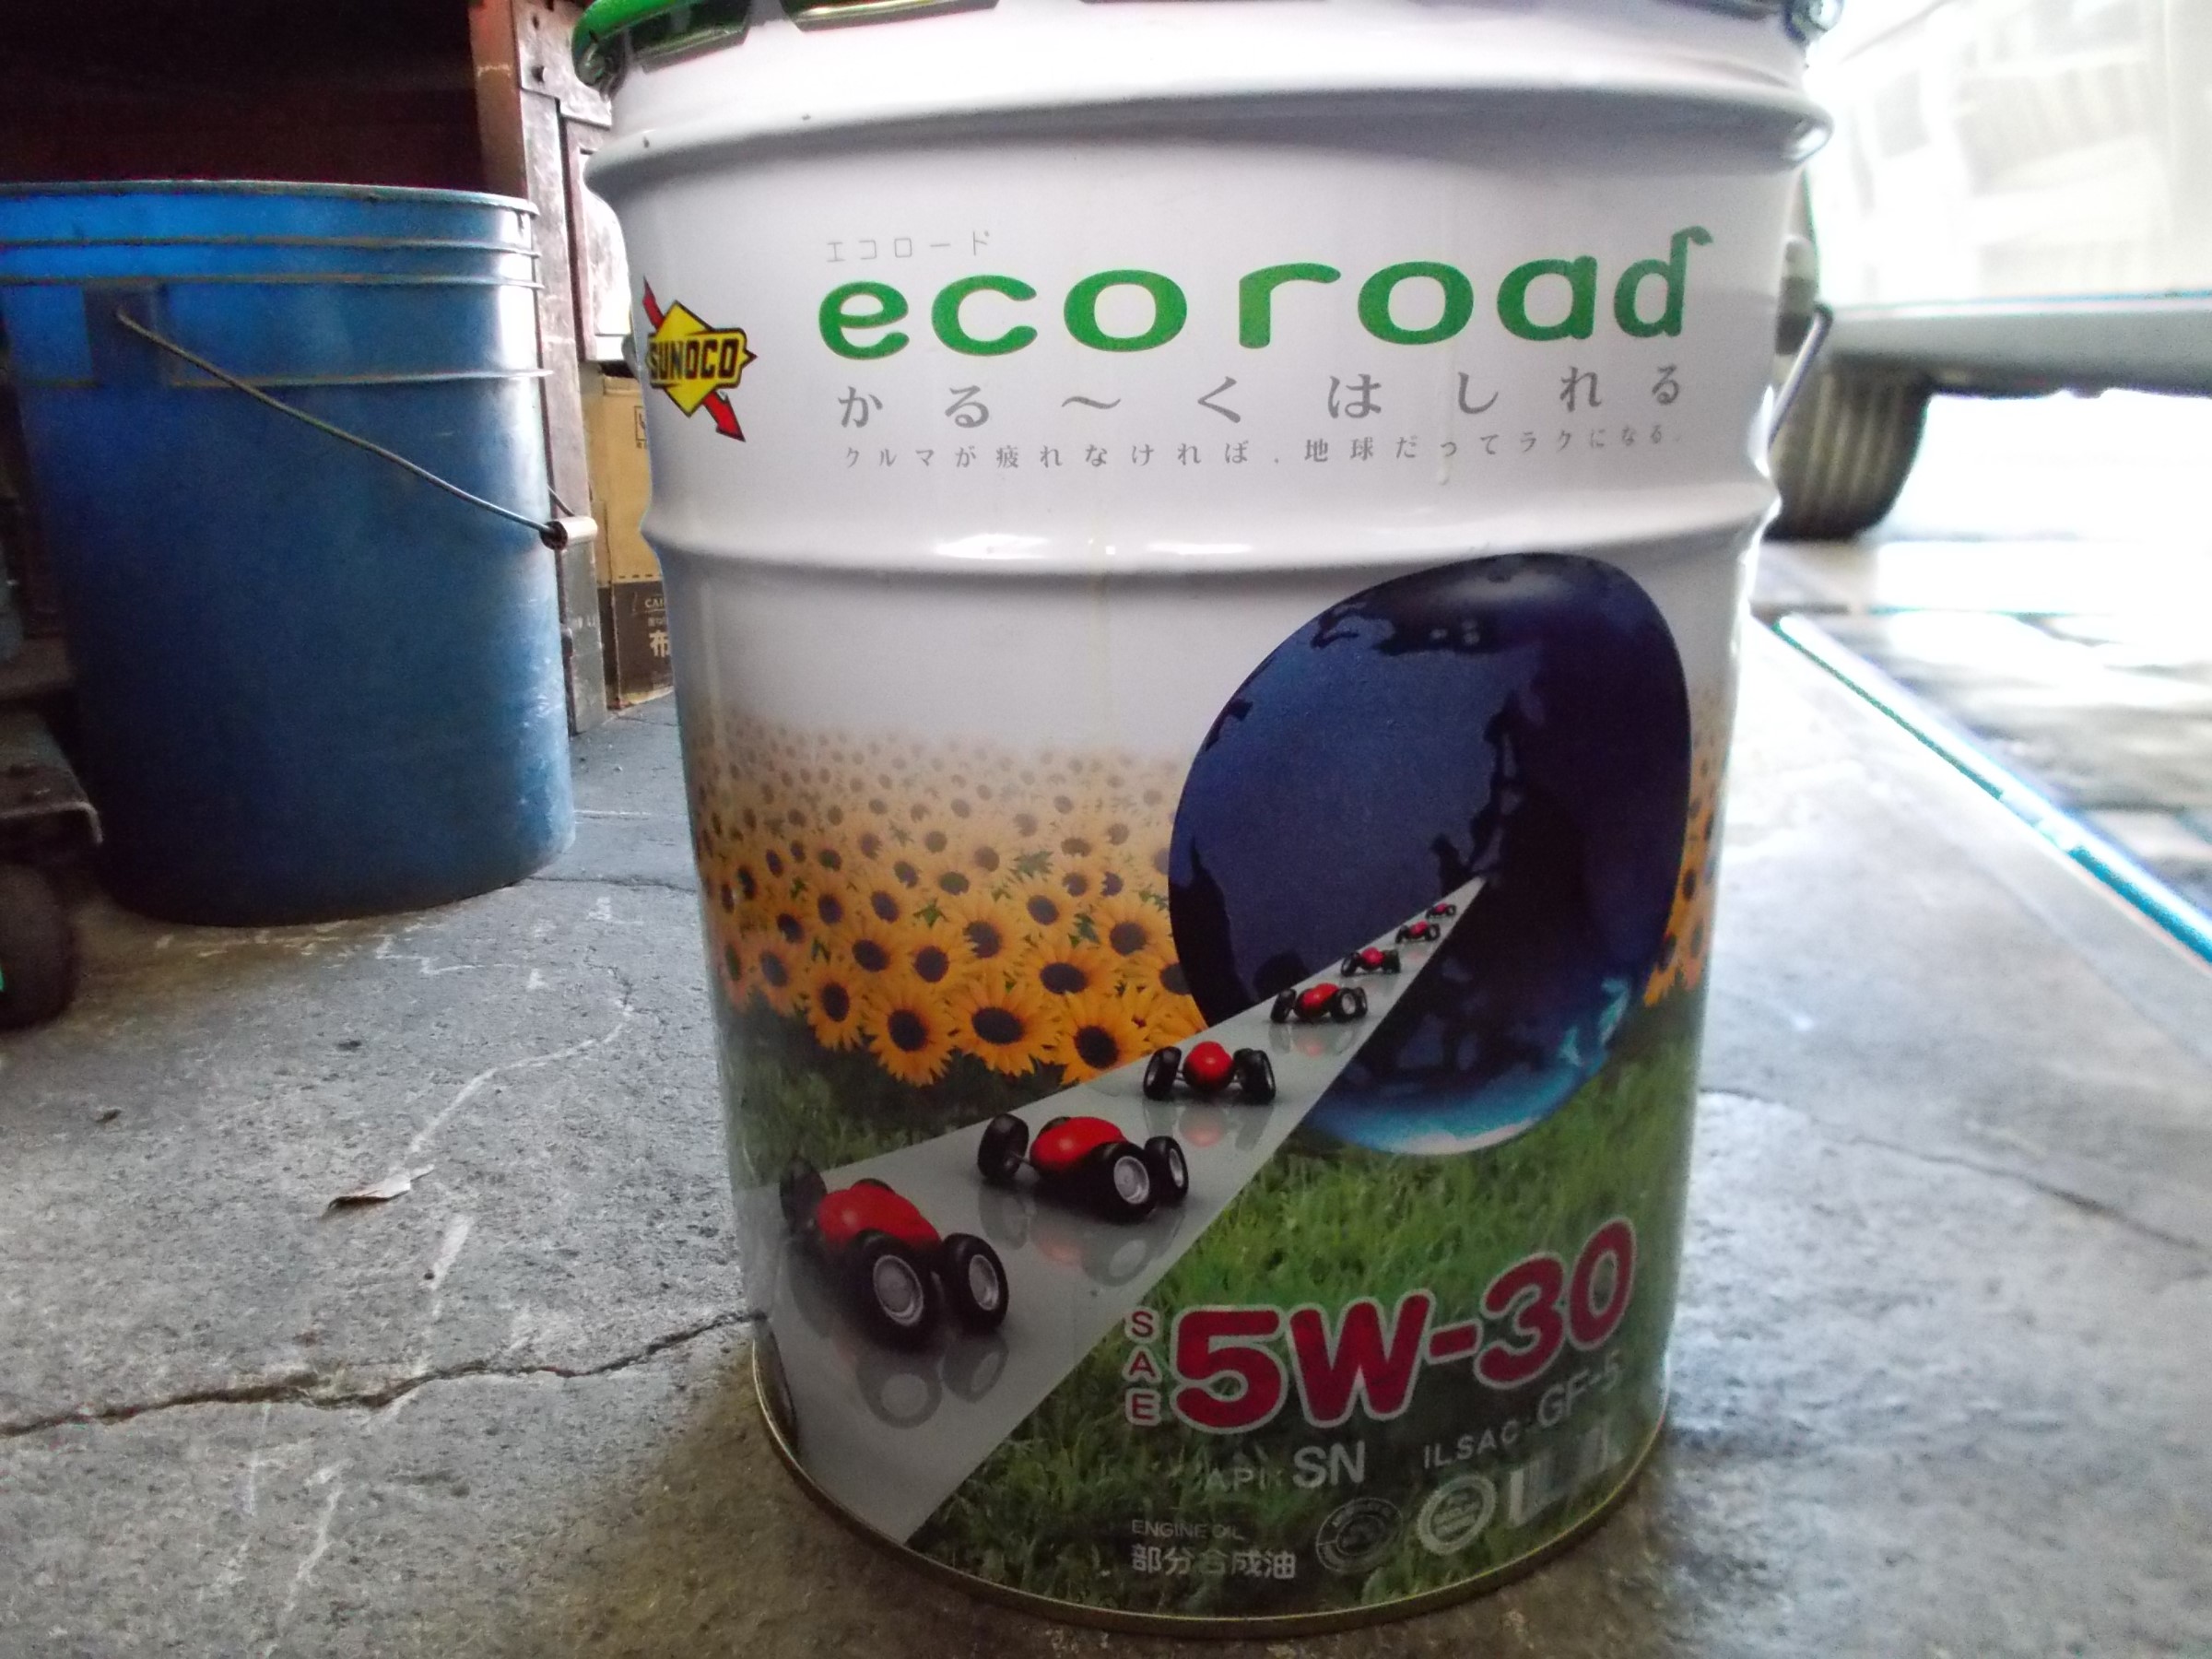 エコロード
ecoroad
SUNOCO
かる〜くはしれる
クルマが疲れなければ、地球だってラクになる。
布
SAE 5W-30
API: SN
ILSAC: GF-5
ENGINE OIL
部分合成油